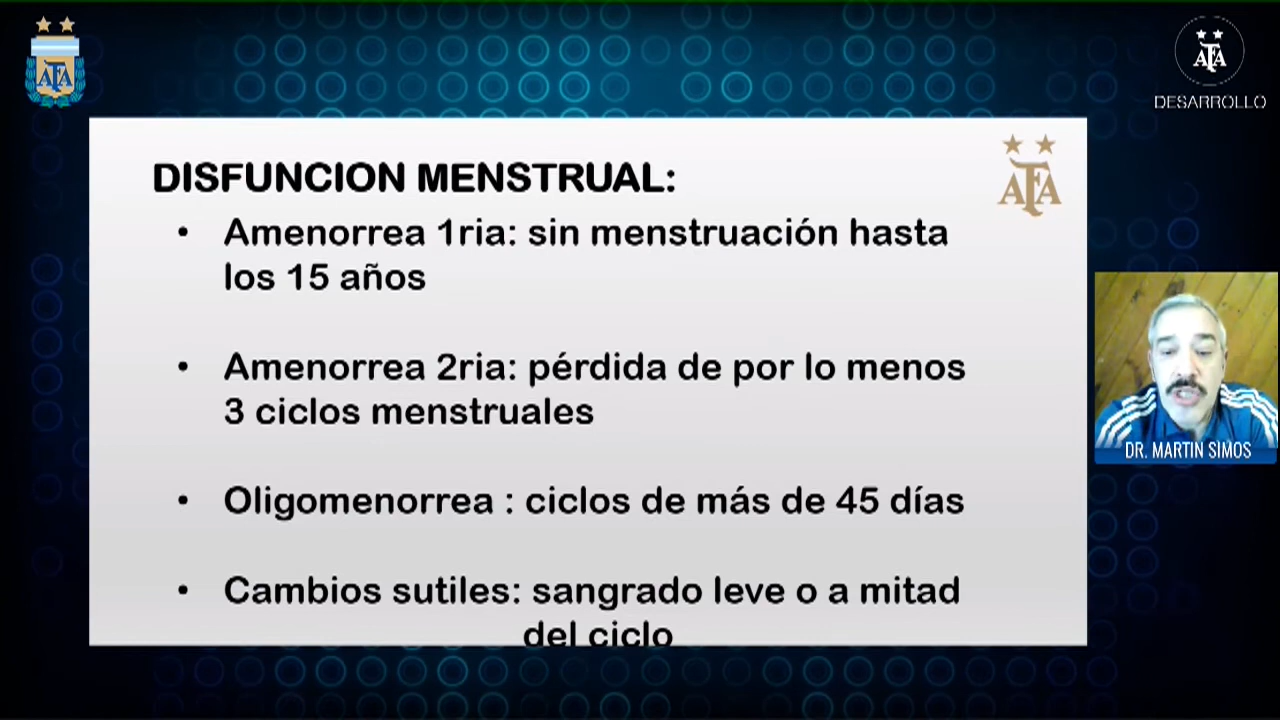 AFA
AFA
DESARROLLO
AFA
DISFUNCION MENSTRUAL:
• Amenorrea 1ria: sin menstruación hasta
los 15 años
• Amenorrea 2ria: pérdida de por lo menos
3 ciclos menstruales
• Oligomenorrea : ciclos de más de 45 días
• Cambios sutiles: sangrado leve o a mitad
del ciclo
DR. MARTIN SIMOS